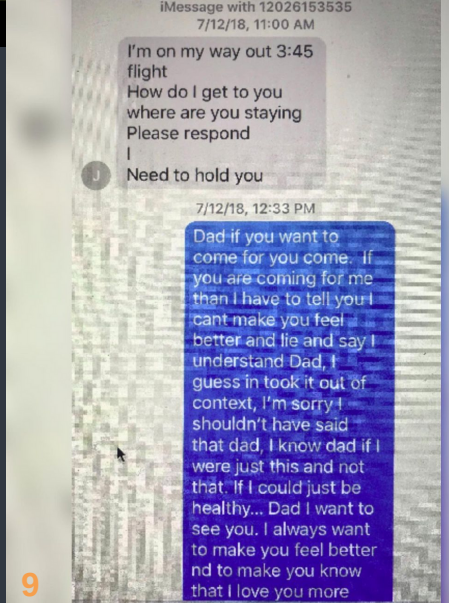 iMessage with 12026153535
7/12/18, 11:00 AM
I'm on my way out 3:45
flight
How do I get to you
where are you staying
Please respond
I
Need to hold you
J
7/12/18, 12:33 PM
Dad if you want to
come for you come. If
you are coming for me
than I have to tell you I
cant make you feel
better and lie and say I
understand Dad, I
guess in took it out of
context, I'm sorry I
shouldn't have said
that dad, I know dad if I
were just this and not
that. If I could just be
healthy... Dad I want to
see you. I always want
to make you feel better
nd to make you know
that I love you more
9